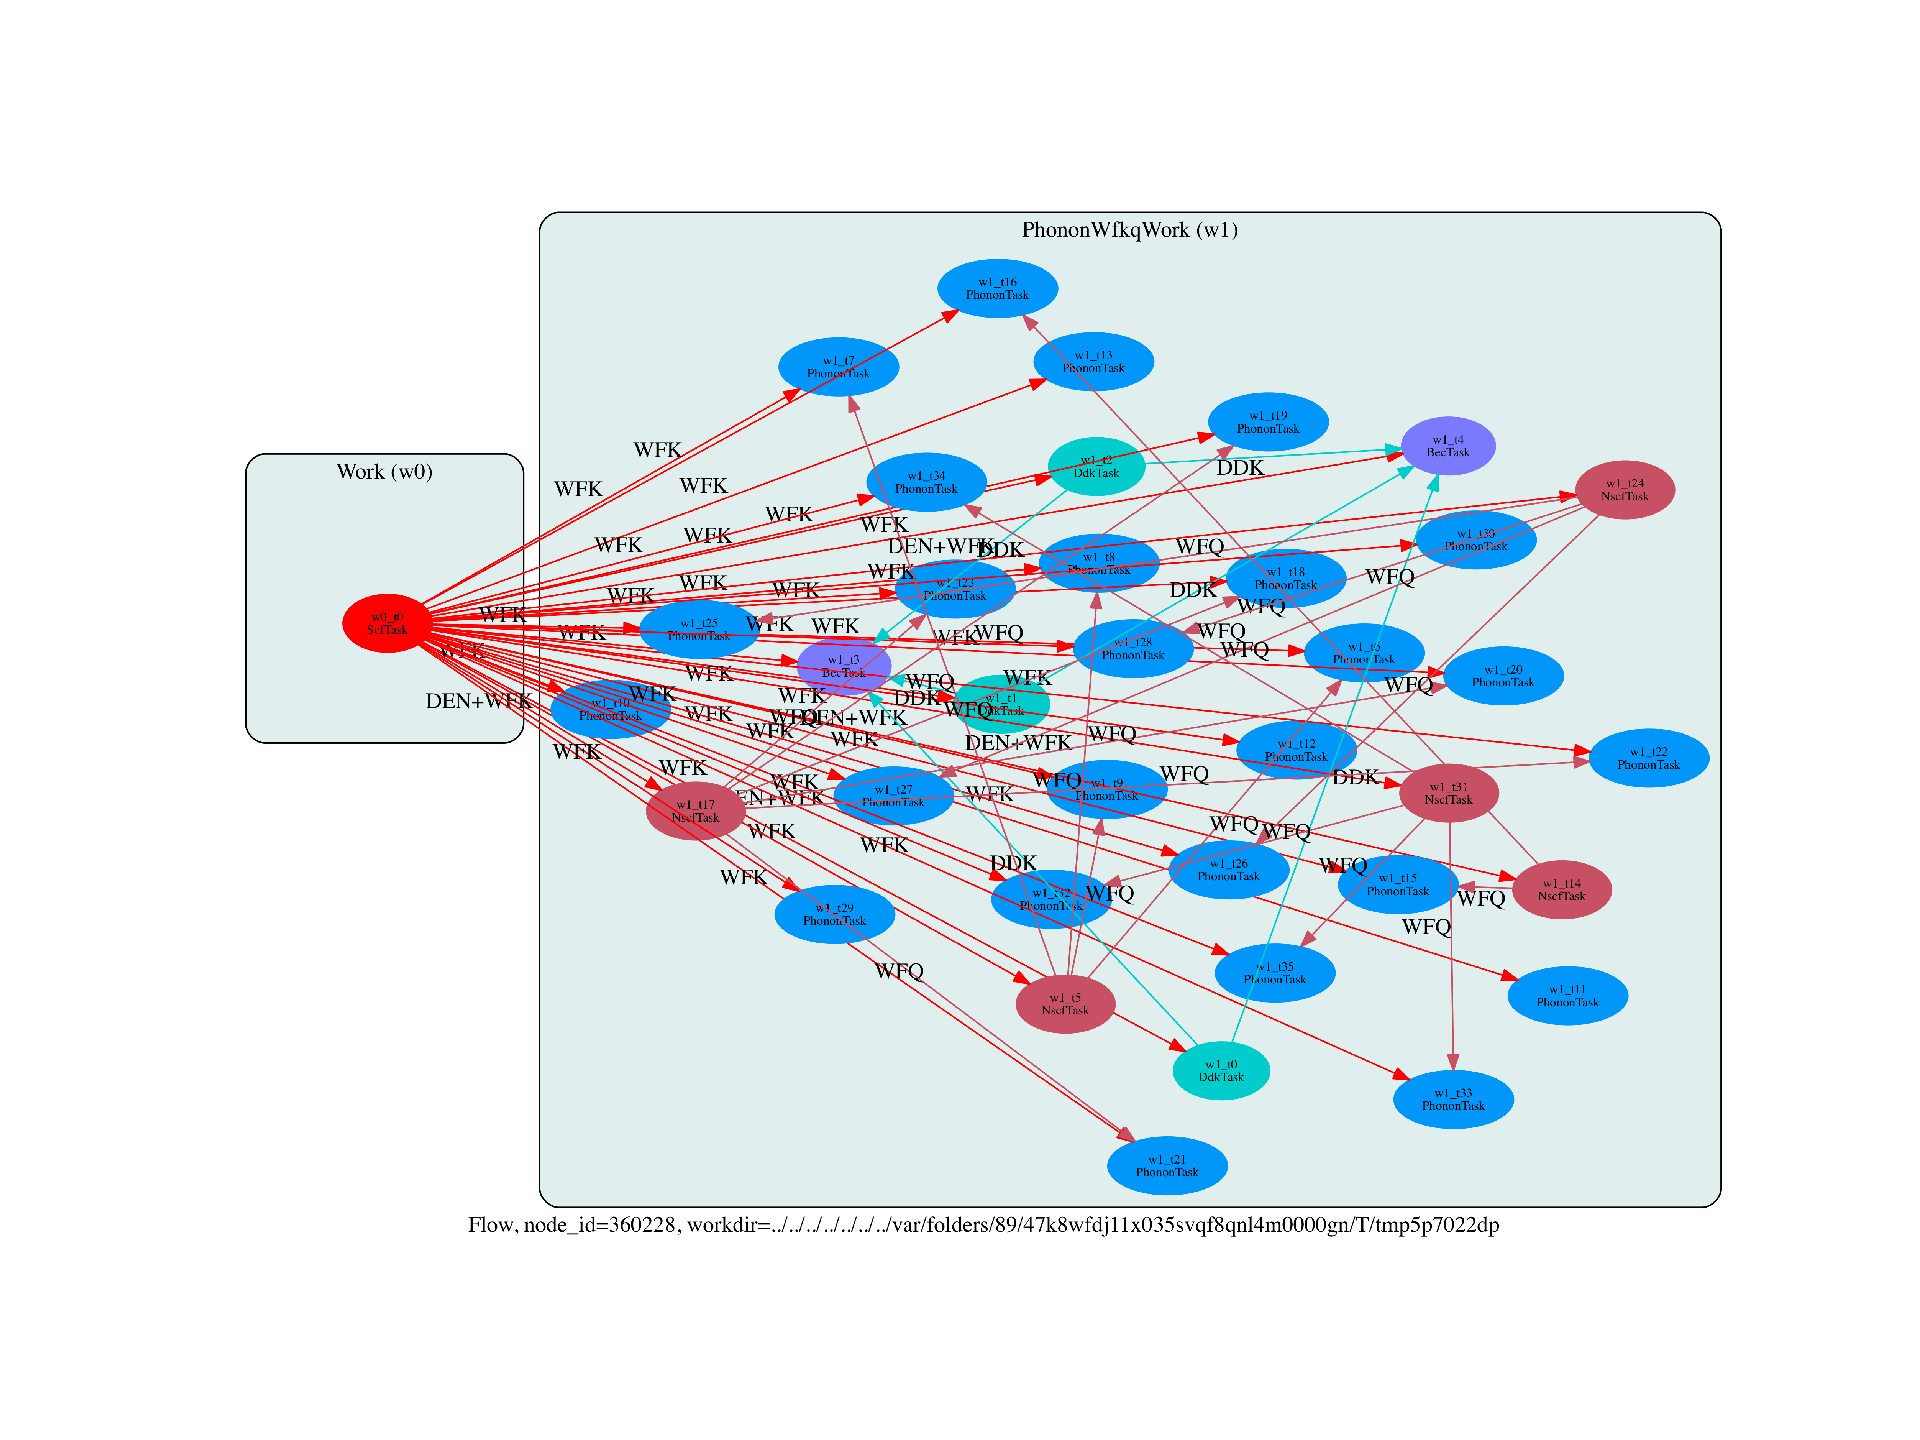 PhononWfkqWork (w1)
w1_t16
PhononTask
w1_t13
PhononTask
w1_t7
PhononTask
w1_t19
PhononTask
w1_t4
BecTask
WFK
w1_t2
DdkTask
DDK
Work (w0)
w1_t34
PhononTask
WFK
WFK
w1_t24
NscfTask
WFK
WFK
WFK
w1_t30
PhononTask
WFK
DEN+WFK
DDK
WFQ
w1_t8
PhononTask
WFK
w1_t18
PhononTask
WFQ
WFK
WFK
DDK
w1_t23
PhononTask
WFK
WFQ
w0_t0
ScfTask
WFK
w1_t25
PhononTask
WFK
WFK
WFK
WFK
WFQ
WFQ
w1_t28
PhononTask
WFQ
w1_t6
PhononTask
WFK
w1_t3
BecTask
WFK
WFQ
WFK
WFQ
w1_t20
PhononTask
DEN+WFK
WFK
WFK
DDK
w1_t1
DdkTask
WFQ
w1_t10
PhononTask
WFK
WFQ
DEN+WFK
WFK
WFQ
WFK
DEN+WFK
w1_t12
PhononTask
WFK
w1_t22
PhononTask
WFK
WFK
WFQ
WFQ
DDK
w1_t9
PhononTask
w1_t31
NscfTask
w1_t17
NscfTask
DEN+WFK
w1_t27
PhononTask
WFK
WFK
WFQ
WFQ
WFK
DDK
w1_t26
PhononTask
WFQ
w1_t15
PhononTask
w1_t14
NscfTask
WFK
w1_t32
PhononTask
WFQ
WFQ
w1_t29
PhononTask
WFQ
WFQ
w1_t35
PhononTask
w1_t5
NscfTask
w1_t11
PhononTask
w1_t0
DdkTask
w1_t33
PhononTask
w1_t21
PhononTask
Flow, node_id=360228, workdir=../../../../../../../var/folders/89/47k8wfdj11x035svqf8qnl4m0000gn/T/tmp5p7022dp